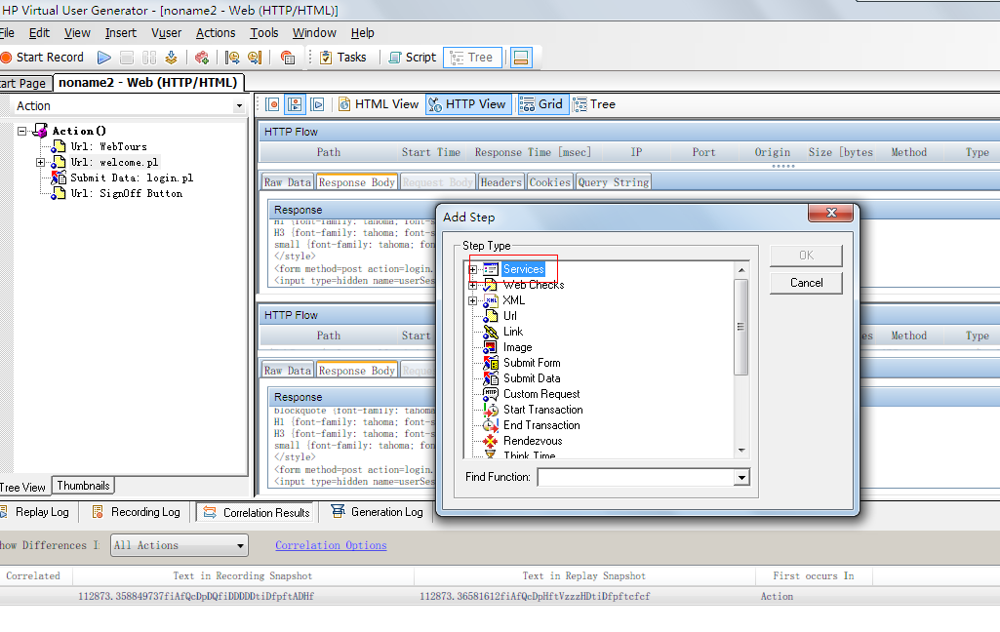 HP Virtual User Generator - [noname2 - Web (HTTP/HTML)]
File Edit View Insert Vuser Actions Tools Window Help
Start Record Tasks Script Tree
art Page noname2 - Web (HTTP/HTML)
Action HTML View HTTP View Grid Tree
Action()
Url: WebTours
Url: welcome.pl
Submit Data: login.pl
Url: SignOff Button
HTTP Flow
Path Start Time Response Time [msec] IP Port Origin Size [bytes Method Type
Raw Data Response Body Request Body Headers Cookies Query String
Response
H1 {font-family: tahoma; font-s
H3 {font-family: tahoma; font-s
small {font-family: tahoma; fon
</style>
<form method=post action=login.
<input type=hidden name=userSes
HTTP Flow
Path Start es Method Type
Raw Data Response Body Reques
Response
blockquote {font-family: tahoma
H1 {font-family: tahoma; font-s
H3 {font-family: tahoma; font-s
small {font-family: tahoma; fon
</style>
<form method=post action=login.
<input type=hidden name=userSes
Add Step
Step Type
Services
Web Checks
XML
Url
Link
Image
Submit Form
Submit Data
Custom Request
Start Transaction
End Transaction
Rendezvous
Think Time
Find Function:
OK
Cancel
Tree View Thumbnails
Replay Log Recording Log Correlation Results Generation Log
how Differences I: All Actions Correlation Options
Correlated Text in Recording Snapshot Text in Replay Snapshot First occurs In
112873.358849737fiAfQcDpDQfiDDDDDtiDfpftADHf 112873.36581612fiAfQcDpHftVzzzHDtiDfpftcfcf Action